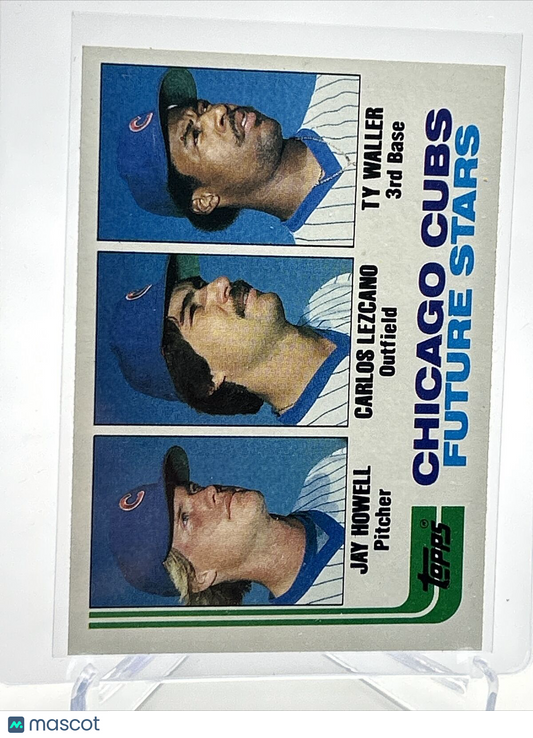 JAY HOWELL
Pitcher
CARLOS LEZCANO
Outfield
TY WALLER
3rd Base
CHICAGO CUBS
FUTURE STARS
topps®
mascot